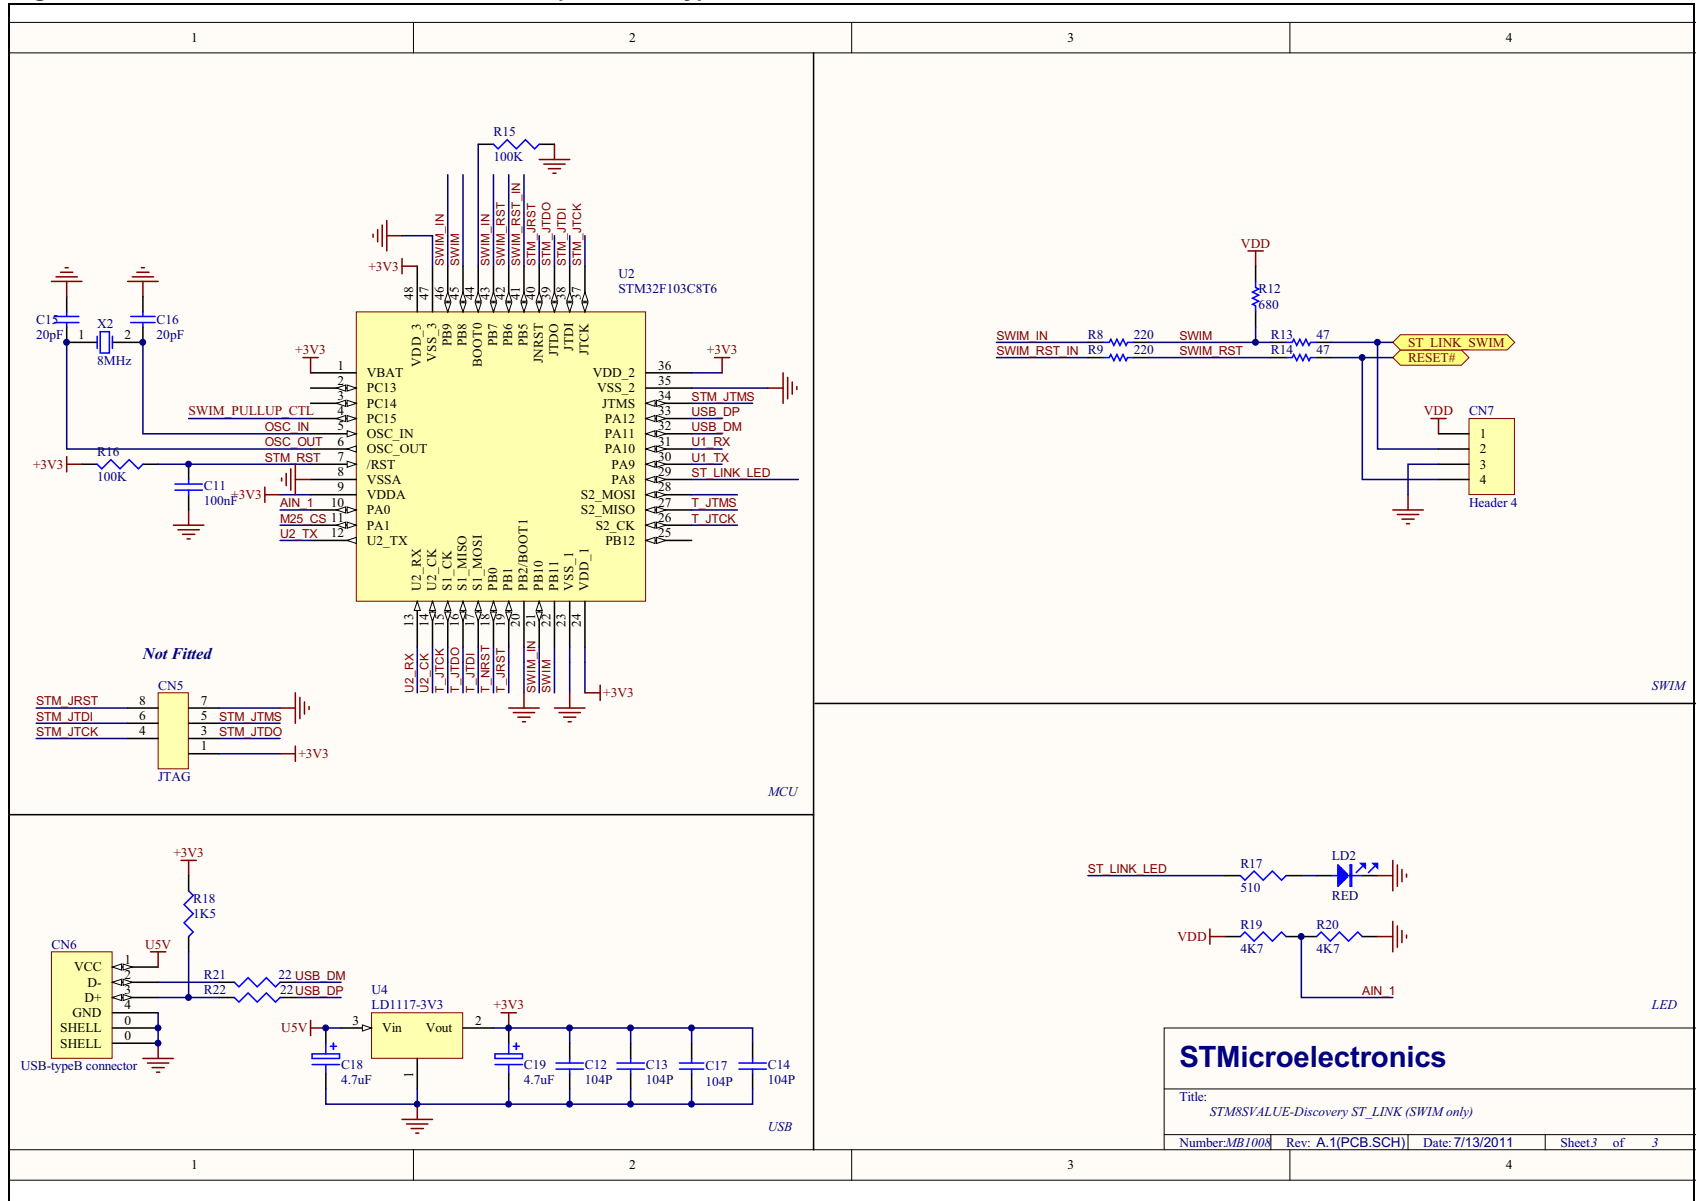 1 2 3 4
R15
100K
SWIM_IN
SWIM
SWIM_IN
SWIM_RST
SWIM_RST_IN
STM_JRST
STM_JTDO
STM_JTDI
STM_JTCK
+3V3
48 47 46 45 44 43 42 41 40 39 38 37
U2
STM32F103C8T6
VDD_3
VSS_3
PB9
PB8
BOOT0
PB7
PB6
PB5
JNRST
JTDO
JTDI
JTCK
C15
20pF
X2
1 2
8MHz
C16
20pF
+3V3
1 VBAT
2 PC13
3 PC14
SWIM_PULLUP_CTL 4 PC15
OSC_IN 5 OSC_IN
OSC_OUT 6 OSC_OUT
+3V3 R16 100K STM_RST 7 /RST
8 VSSA
C11
100nF
+3V3 9 VDDA
AIN_1 10 PA0
M25_CS 11 PA1
U2_TX 12 U2_TX
+3V3
VDD_2 36
VSS_2 35
JTMS 34 STM_JTMS
PA12 33 USB_DP
PA11 32 USB_DM
PA10 31 U1_RX
PA9 30 U1_TX
PA8 29 ST_LINK_LED
S2_MOSI 28
S2_MISO 27 T_JTMS
S2_CK 26 T_JTCK
PB12 25
U2_RX
U2_CK
S1_CK
S1_MISO
S1_MOSI
PB0
PB1
PB2/BOOT1
PB10
PB11
VSS_1
VDD_1
13 14 15 16 17 18 19 20 21 22 23 24
U2_RX
U2_CK
T_JTCK
T_JTDO
T_JTDI
T_NRST
T_JRST
SWIM_IN
SWIM
+3V3
Not Fitted
CN5
STM_JRST 8 7
STM_JTDI 6 5 STM_JTMS
STM_JTCK 4 3 STM_JTDO
1 +3V3
JTAG
MCU
VDD
R12
680
SWIM_IN R8 220 SWIM R13 47 ST_LINK_SWIM
SWIM_RST_IN R9 220 SWIM_RST R14 47 RESET#
VDD CN7
1
2
3
4
Header 4
SWIM
+3V3
R18
1K5
CN6 U5V
VCC 1
D- 2 R21 22 USB_DM
D+ 3 R22 22 USB_DP
GND 4
SHELL 0
SHELL 0
USB-typeB connector
U4
LD1117-3V3
U5V 3 Vin Vout 2 +3V3
1
C18
4.7uF
C19
4.7uF
C12
104P
C13
104P
C17
104P
C14
104P
USB
ST_LINK_LED R17 510 LD2 RED
VDD R19 4K7 R20 4K7
AIN_1
LED
STMicroelectronics
Title:
STM8SVALUE-Discovery ST_LINK (SWIM only)
Number:MB1008 Rev: A.1(PCB.SCH) Date: 7/13/2011 Sheet 3 of 3
1 2 3 4